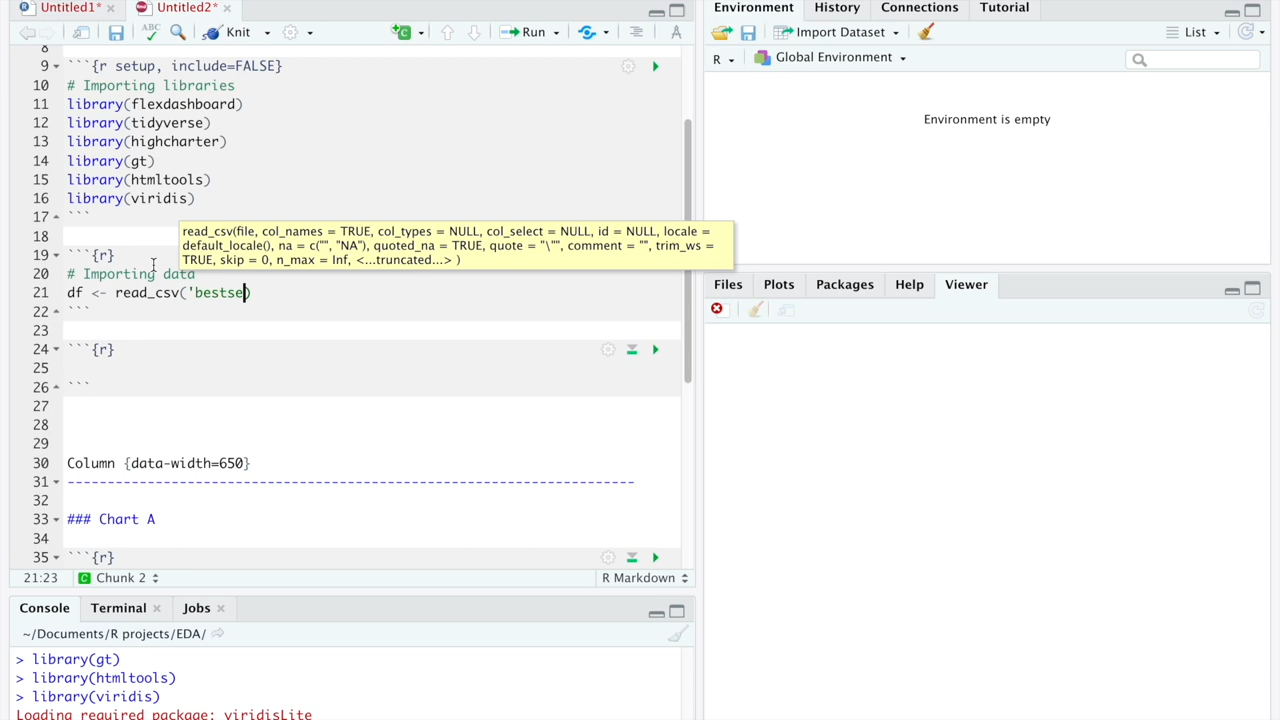 Untitled1* × Untitled2* ×
Environment History Connections Tutorial
ABC Knit Run
Import Dataset List
R Global Environment
Environment is empty
8
9 ```{r setup, include=FALSE}
10 # Importing libraries
11 library(flexdashboard)
12 library(tidyverse)
13 library(highcharter)
14 library(gt)
15 library(htmltools)
16 library(viridis)
17 ```
18
read_csv(file, col_names = TRUE, col_types = NULL, col_select = NULL, id = NULL, locale =
default_locale(), na = c("", "NA"), quoted_na = TRUE, quote = "\"", comment = "", trim_ws =
TRUE, skip = 0, n_max = Inf, <...truncated...> )
19 ```{r}
20 # Importing data
21 df <- read_csv('bestse)
22 ```
23
24 ```{r}
25
26 ```
27
28
29
30 Column {data-width=650}
31 -----------------------------------------------------------------------
32
33 ### Chart A
34
35 ```{r}
21:23 C Chunk 2 R Markdown
Files Plots Packages Help Viewer
Console Terminal × Jobs ×
~/Documents/R projects/EDA/
> library(gt)
> library(htmltools)
> library(viridis)
Loading required package: viridisLite